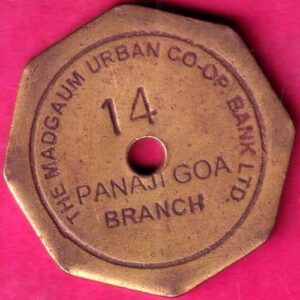 THE MADGAUM URBAN CO-OP. BANK LTD.
14
PANAJI GOA
BRANCH